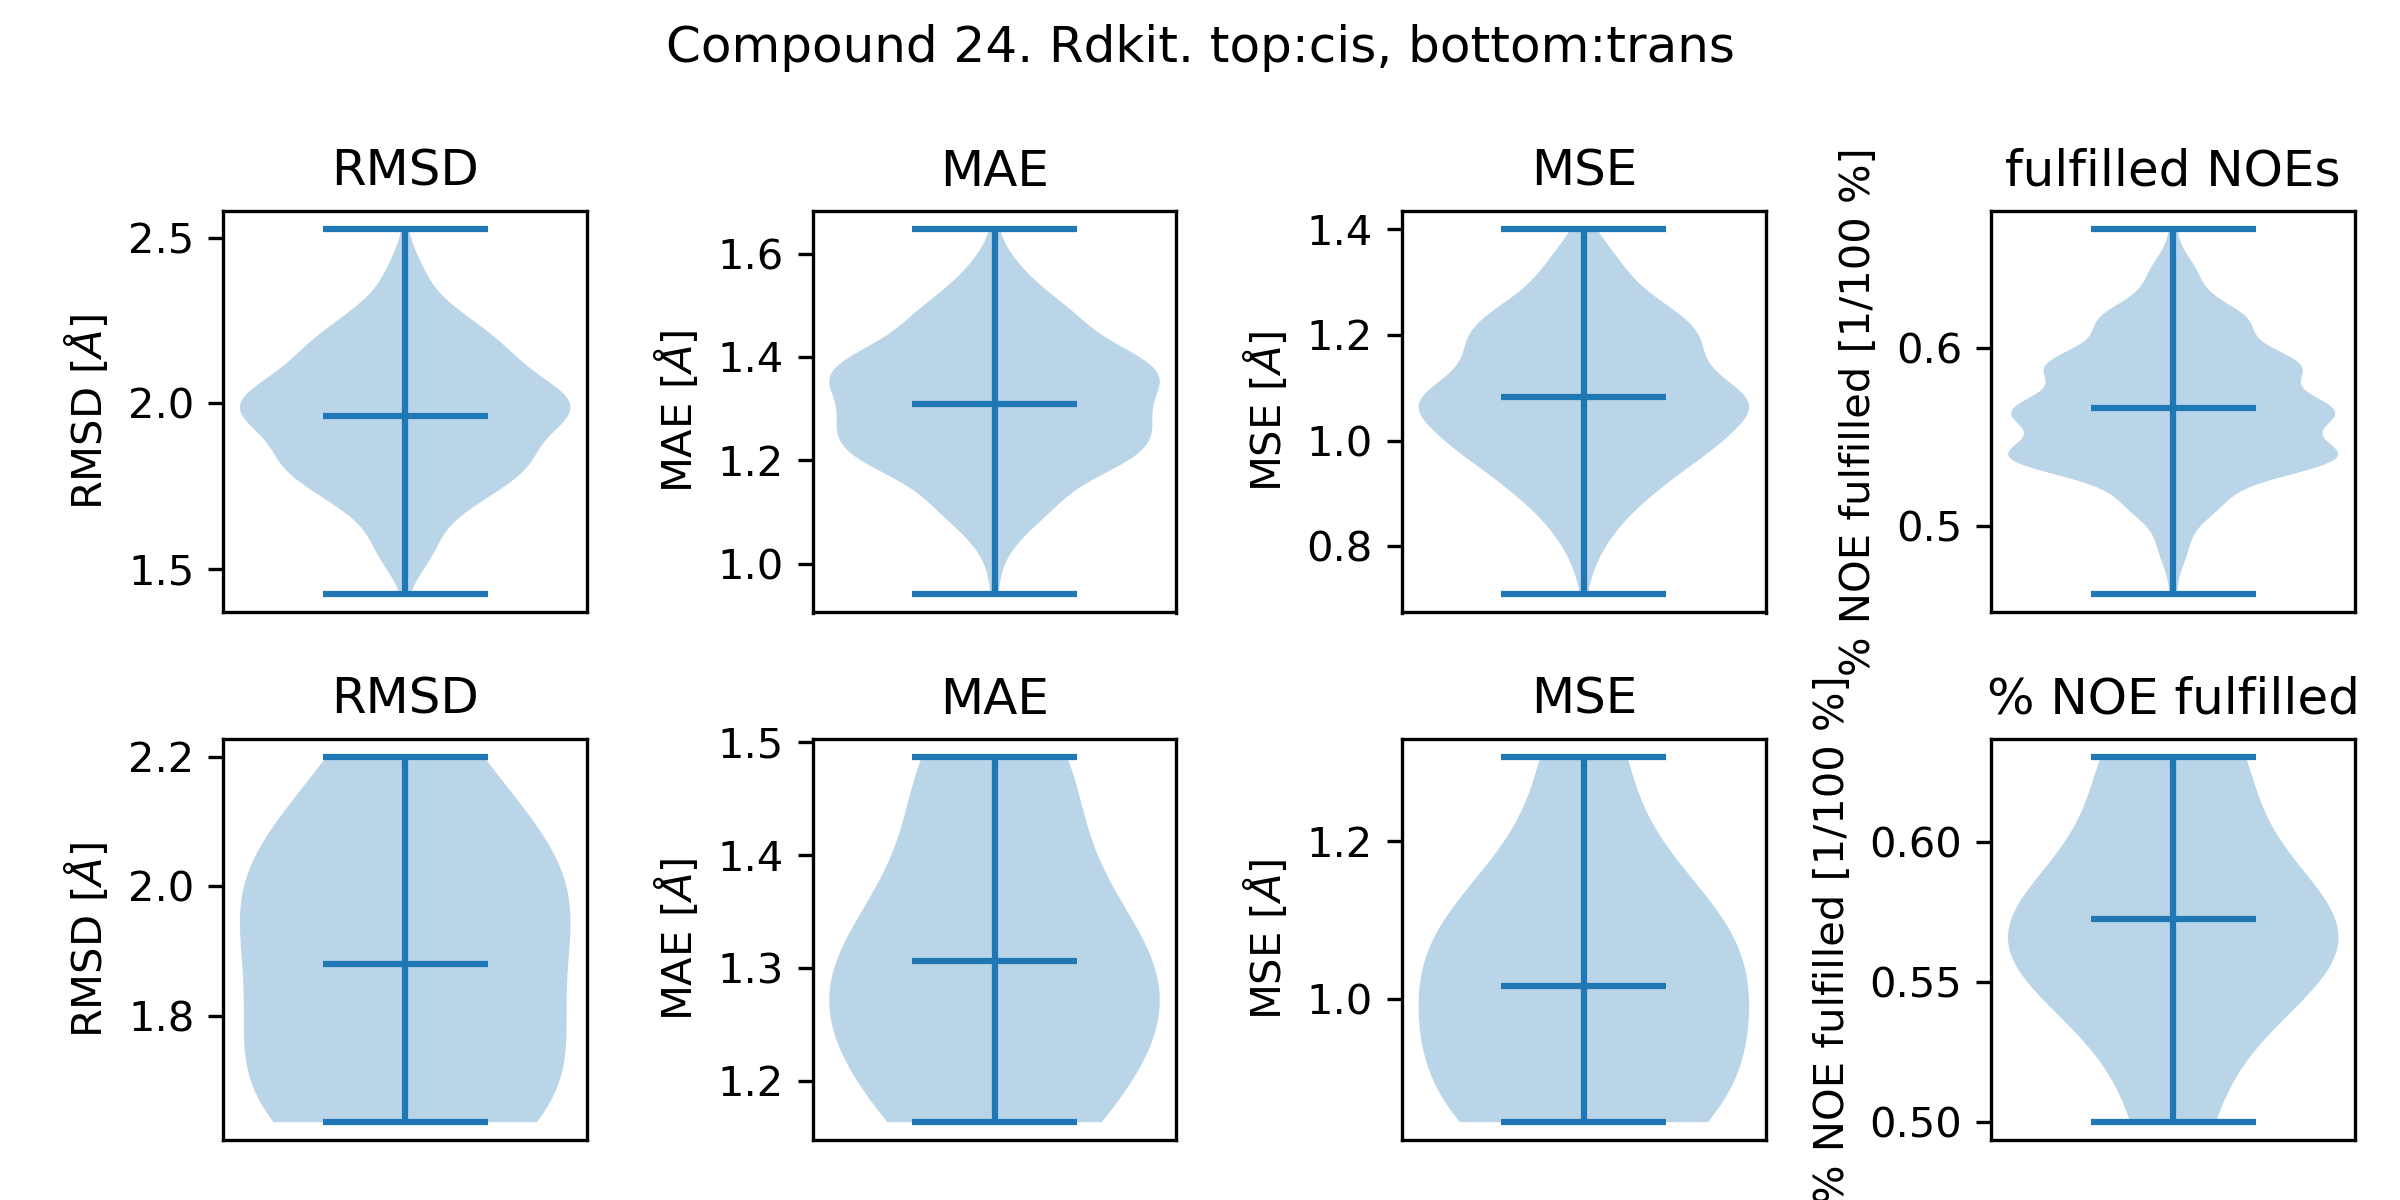 Compound 24. Rdkit. top:cis, bottom:trans
RMSD
RMSD [Å]
2.5
2.0
1.5
MAE
MAE [Å]
1.6
1.4
1.2
1.0
MSE
MSE [Å]
1.4
1.2
1.0
0.8
fulfilled NOEs
% NOE fulfilled [1/100 %]
0.6
0.5
RMSD
RMSD [Å]
2.2
2.0
1.8
MAE
MAE [Å]
1.5
1.4
1.3
1.2
MSE
MSE [Å]
1.2
1.0
% NOE fulfilled
% NOE fulfilled [1/100 %]
0.60
0.55
0.50